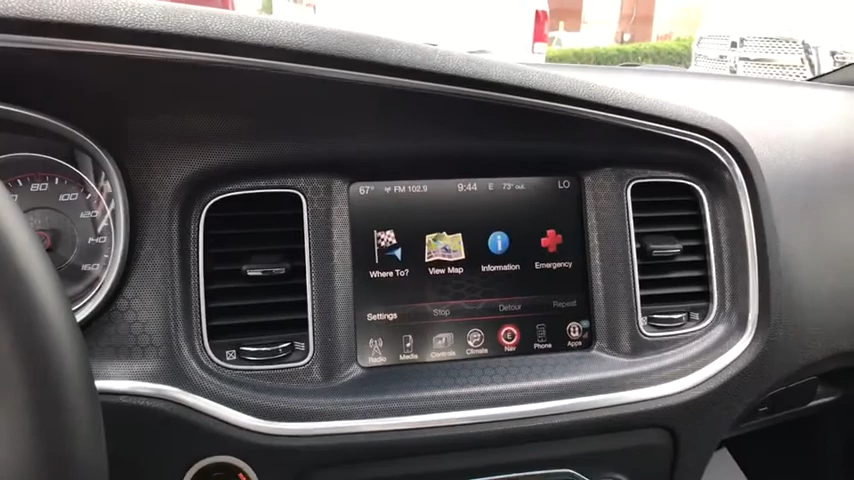 67° FM 102.9 9:44 E 73° out. LO
Where To? View Map Information Emergency
Settings Stop Detour Repeat
E
Radio Media Controls Climate Nav Phone Apps
80
100
120
140
160